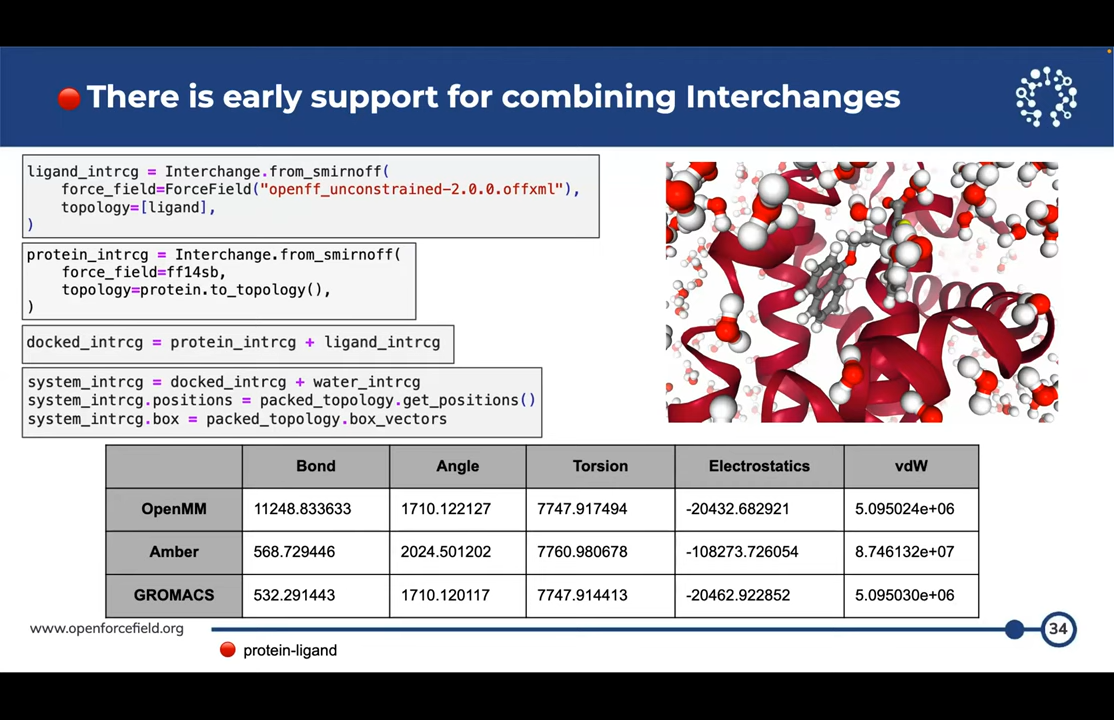 There is early support for combining Interchanges
ligand_intrcg = Interchange.from_smirnoff(
    force_field=ForceField("openff_unconstrained-2.0.0.offxml"),
    topology=[ligand],
)
protein_intrcg = Interchange.from_smirnoff(
    force_field=ff14sb,
    topology=protein.to_topology(),
)
docked_intrcg = protein_intrcg + ligand_intrcg
system_intrcg = docked_intrcg + water_intrcg
system_intrcg.positions = packed_topology.get_positions()
system_intrcg.box = packed_topology.box_vectors
Bond Angle Torsion Electrostatics vdW
OpenMM 11248.833633 1710.122127 7747.917494 -20432.682921 5.095024e+06
Amber 568.729446 2024.501202 7760.980678 -108273.726054 8.746132e+07
GROMACS 532.291443 1710.120117 7747.914413 -20462.922852 5.095030e+06
www.openforcefield.org 34
protein-ligand